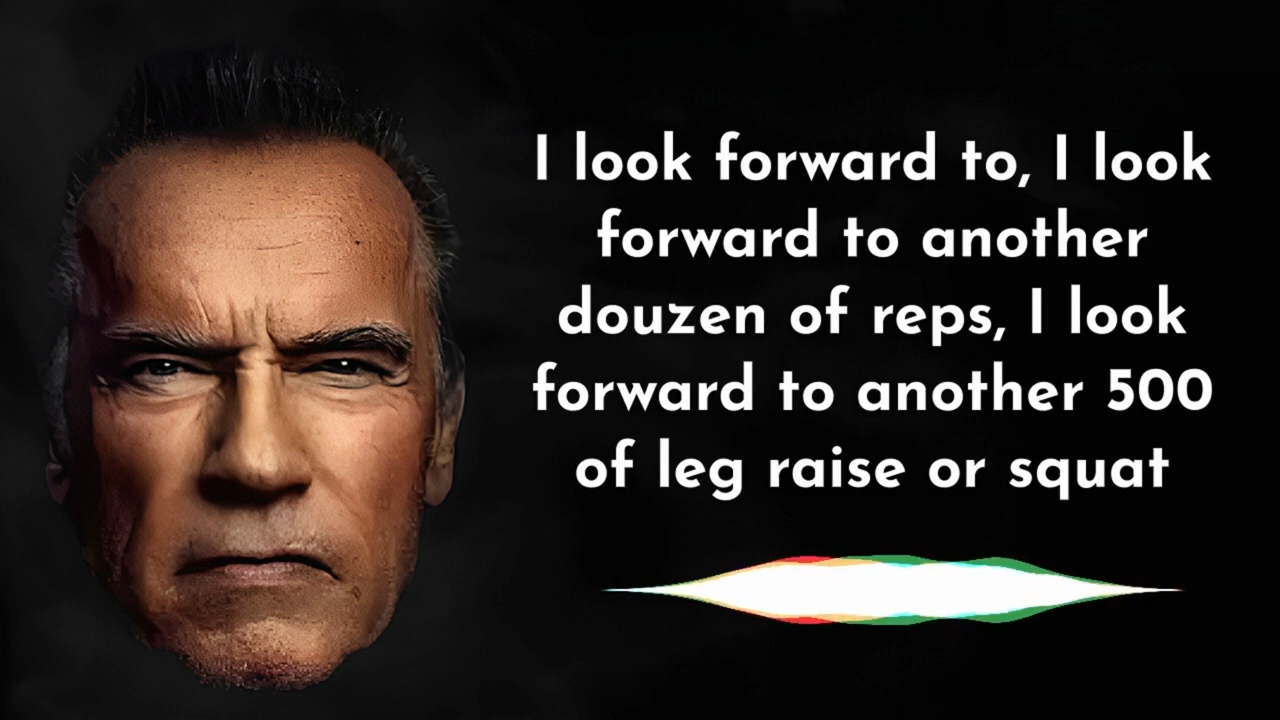 I look forward to, I look
forward to another
douzen of reps, I look
forward to another 500
of leg raise or squat